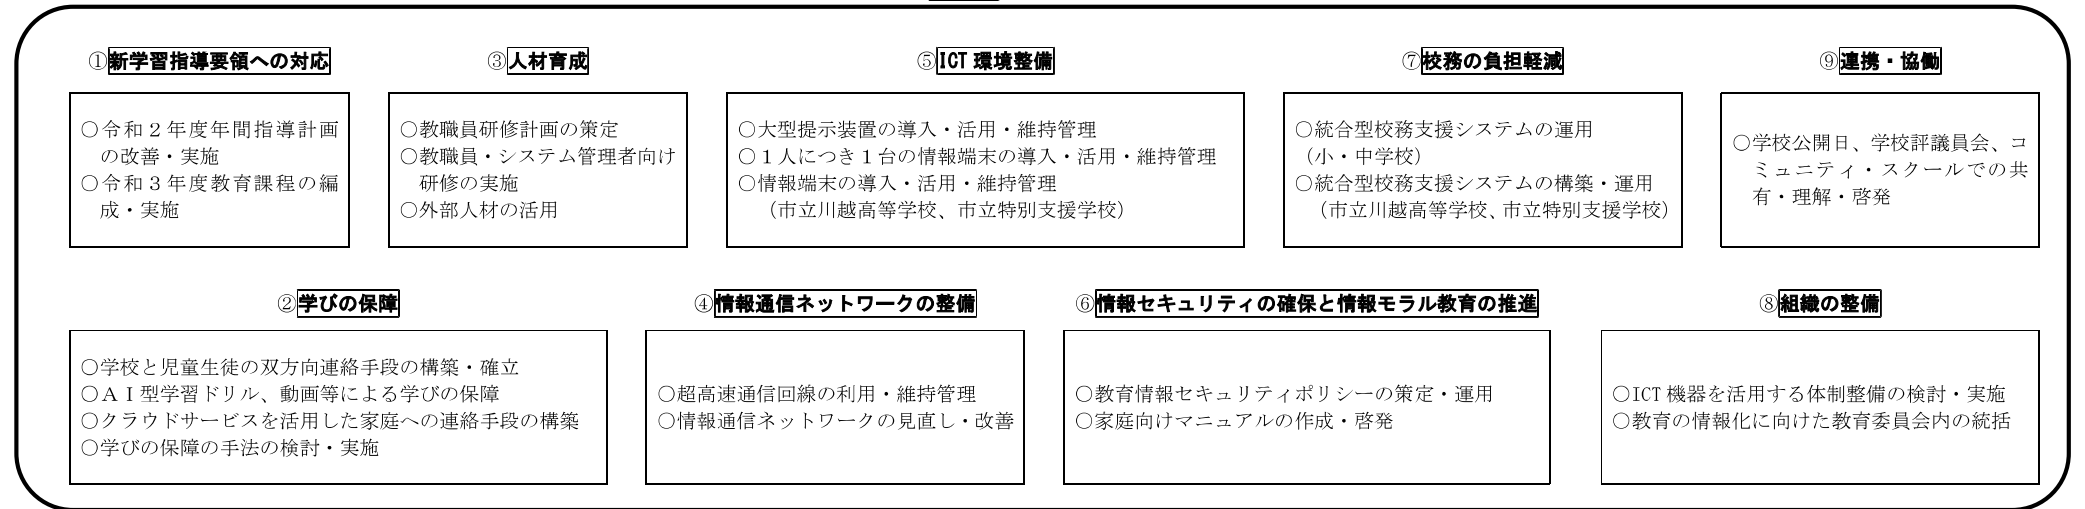 ①新学習指導要領への対応
○令和２年度年間指導計画
の改善・実施
○令和３年度教育課程の編
成・実施
③人材育成
○教職員研修計画の策定
○教職員・システム管理者向け
研修の実施
○外部人材の活用
⑤ICT 環境整備
○大型提示装置の導入・活用・維持管理
○１人につき１台の情報端末の導入・活用・維持管理
○情報端末の導入・活用・維持管理
（市立川越高等学校、市立特別支援学校）
⑦校務の負担軽減
○統合型校務支援システムの運用
（小・中学校）
○統合型校務支援システムの構築・運用
（市立川越高等学校、市立特別支援学校）
⑨連携・協働
○学校公開日、学校評議員会、コ
ミュニティ・スクールでの共
有・理解・啓発
②学びの保障
○学校と児童生徒の双方向連絡手段の構築・確立
○ＡＩ型学習ドリル、動画等による学びの保障
○クラウドサービスを活用した家庭への連絡手段の構築
○学びの保障の手法の検討・実施
④情報通信ネットワークの整備
○超高速通信回線の利用・維持管理
○情報通信ネットワークの見直し・改善
⑥情報セキュリティの確保と情報モラル教育の推進
○教育情報セキュリティポリシーの策定・運用
○家庭向けマニュアルの作成・啓発
⑧組織の整備
○ICT 機器を活用する体制整備の検討・実施
○教育の情報化に向けた教育委員会内の統括